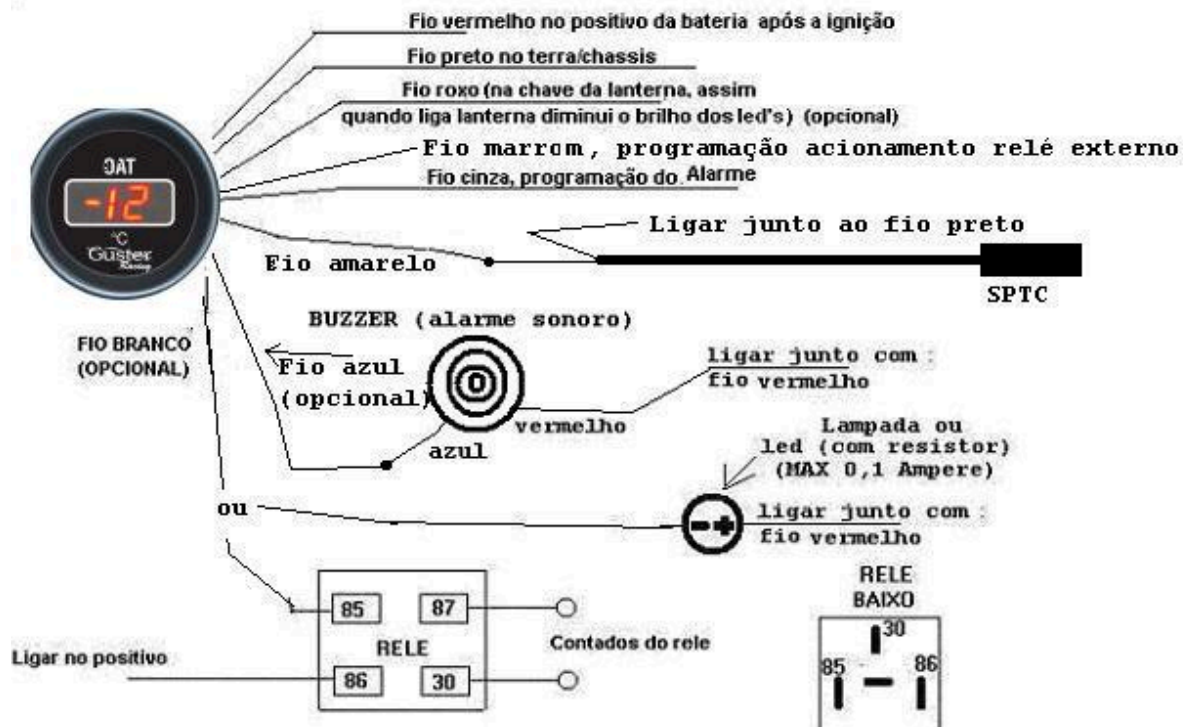 Fio vermelho no positivo da bateria após a ignição
Fio preto no terra/chassis
Fio roxo (na chave da lanterna, assim
quando liga lanterna diminui o brilho dos led's) (opcional)
Fio marrom, programação acionamento relé externo
Fio cinza, programação do. Alarme
OAT
-12
°C
Guster
Racing
Ligar junto ao fio preto
Fio amarelo
SPTC
BUZZER (alarme sonoro)
FIO BRANCO
(OPCIONAL)
Fio azul
(opcional)
ligar junto com :
fio vermelho
vermelho
azul
Lampada ou
led (com resistor)
(MAX 0,1 Ampere)
ou
- +
ligar junto com :
fio vermelho
RELE
BAIXO
30
85
86
85
87
RELE
86
30
Contados do rele
Ligar no positivo